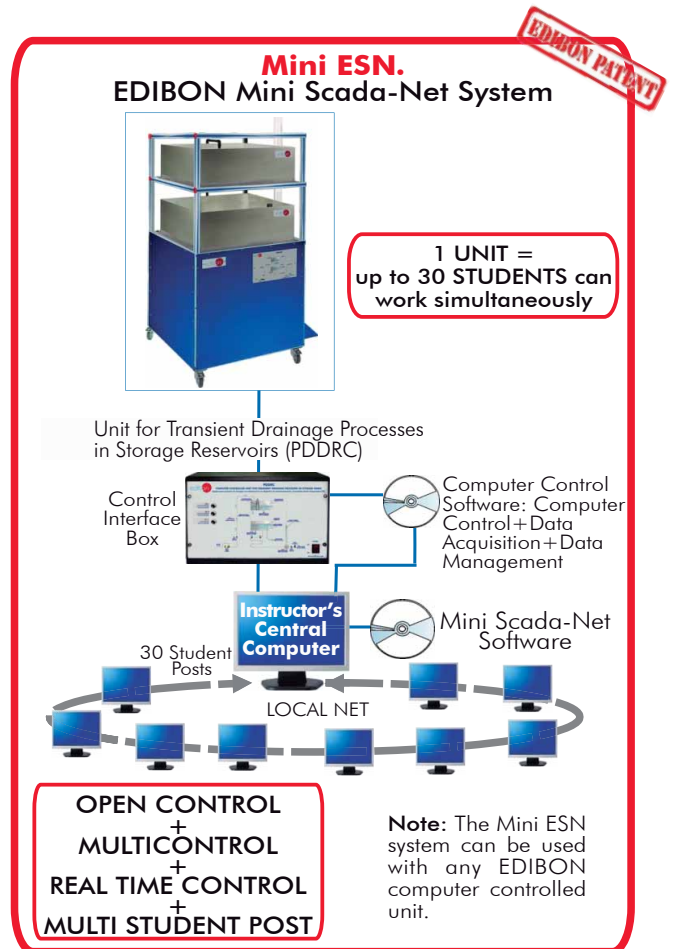 EDIBON PATENT
Mini ESN.
EDIBON Mini Scada-Net System
1 UNIT =
up to 30 STUDENTS can
work simultaneously
Unit for Transient Drainage Processes
in Storage Reservoirs (PDDRC)
Control
Interface
Box
Computer Control
Software: Computer
Control+Data
Acquisition+Data
Management
Instructor's
Central
Computer
Mini Scada-Net
Software
30 Student
Posts
LOCAL NET
OPEN CONTROL
+
MULTICONTROL
+
REAL TIME CONTROL
+
MULTI STUDENT POST
Note: The Mini ESN
system can be used
with any EDIBON
computer controlled
unit.